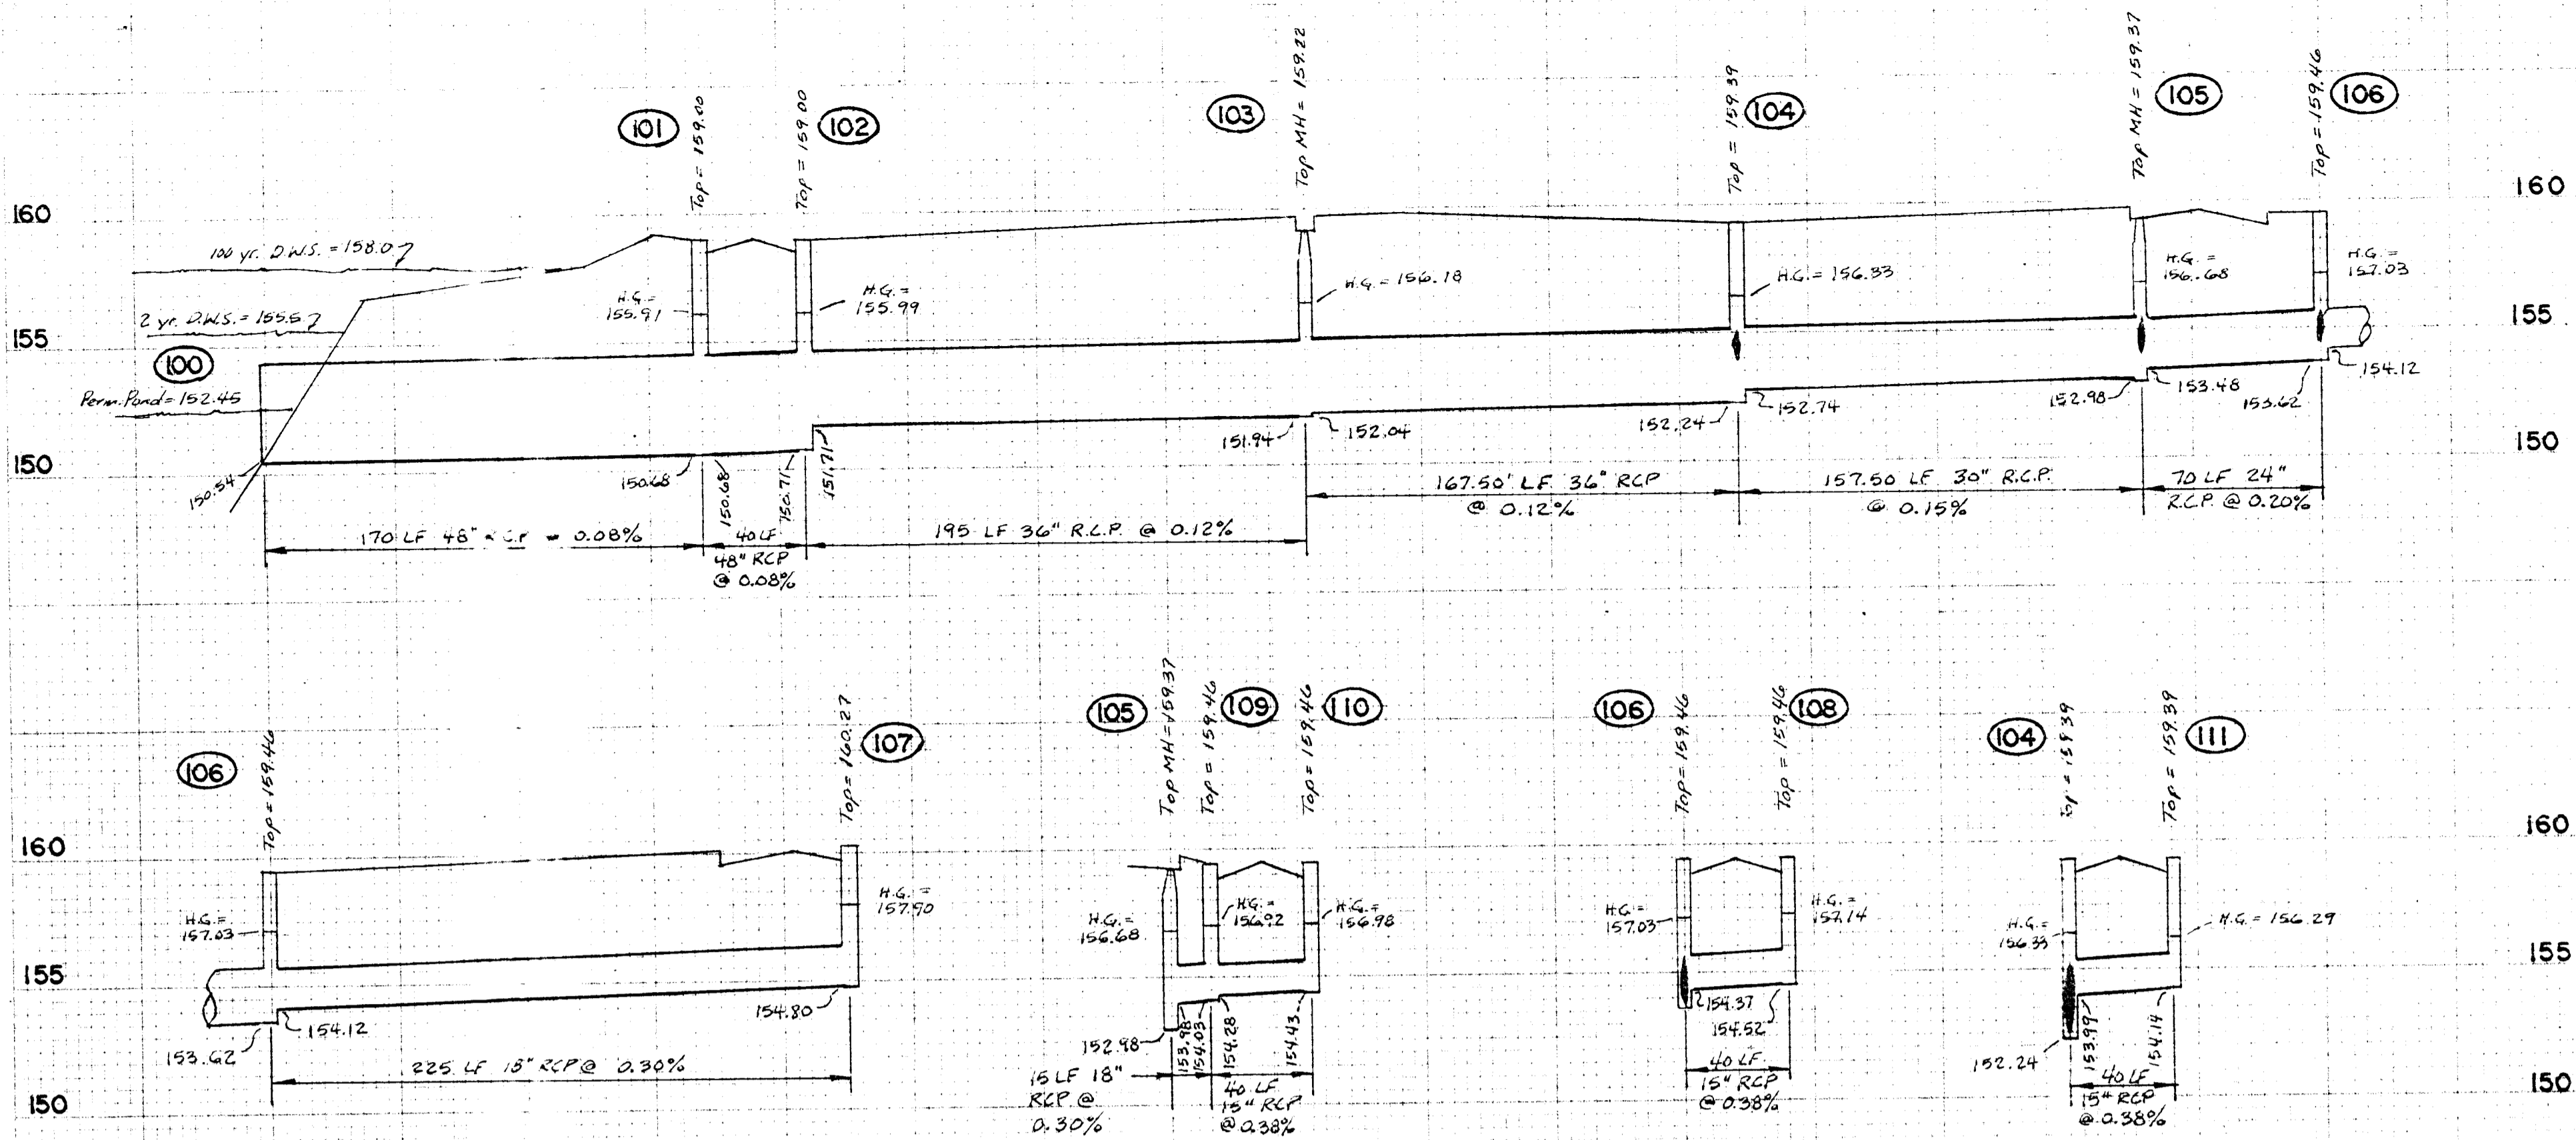 Top = 159.00
Top = 159.00
Top MH = 159.22
Top = 159.39
Top MH = 159.37
Top = 159.46
101
102
103
104
105
106
160
160
100 yr. D.W.S. = 158.07
2 yr. D.W.S. = 155.57
H.G. =
155.91
H.G. =
155.99
H.G. = 156.18
H.G. = 156.33
H.G. =
156.68
H.G. =
157.03
155
155
100
Perm. Pond = 152.45
150.54
150.68
150.68
150.71
151.71
151.94
152.04
152.24
152.74
152.98
153.48
153.62
154.12
150
150
170 LF 48" R.C.P. 0.08%
40 LF
48" RCP
@ 0.08%
195 LF 36" R.C.P. @ 0.12%
167.50' LF 36" RCP
@ 0.12%
157.50 LF 30" R.C.P.
@ 0.15%
70 LF 24"
R.C.P. @ 0.20%
106
Top = 159.46
Top = 160.27
107
160
H.G. =
157.03
H.G. =
157.90
155
153.62
154.12
154.80
225 LF 18" RCP @ 0.30%
150
105
Top MH = 159.37
Top = 159.46
109
Top = 159.46
110
H.G. =
156.68
H.G. =
156.92
H.G. =
156.98
152.98
153.98
154.03
154.28
154.43
15 LF 18"
RCP @
0.30%
40 LF
15" RCP
@ 0.38%
106
Top = 159.46
Top = 159.46
108
H.G. =
157.03
H.G. =
157.14
154.37
154.52
40 LF
15" RCP
@ 0.38%
104
Top = 159.39
Top = 159.39
111
160
H.G. =
156.33
H.G. = 156.29
155
152.24
153.99
154.14
40 LF
15" RCP
@ 0.38%
150